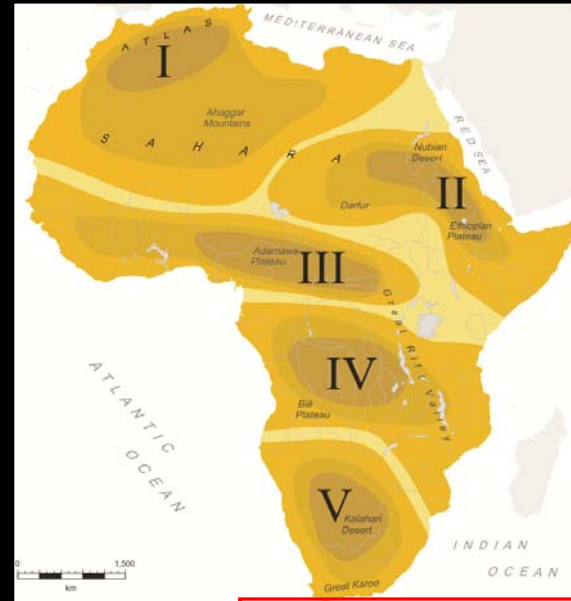 MEDITERRANEAN SEA
ATLAS
I
Ahaggar
Mountains
SAHARA
RED SEA
Nubian
Desert
II
Darfur
Ethiopian
Plateau
Adamawa
Plateau
III
Great Rift Valley
IV
Bié
Plateau
ATLANTIC
OCEAN
V
Kalahari
Desert
INDIAN
OCEAN
Great Karoo
0 1,500
km